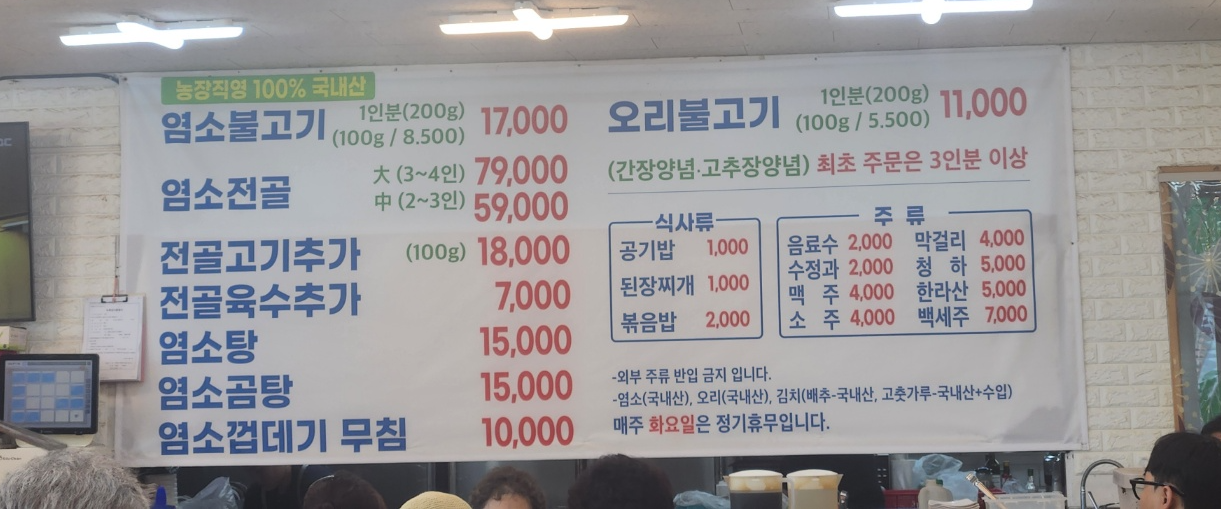 농장직영 100% 국내산
염소불고기 1인분(200g) (100g / 8.500) 17,000
염소전골 大 (3~4인) 79,000
中 (2~3인) 59,000
전골고기추가 (100g) 18,000
전골육수추가 7,000
염소탕 15,000
염소곰탕 15,000
염소껍데기 무침 10,000
오리불고기 1인분(200g) (100g / 5.500) 11,000
(간장양념·고추장양념) 최초 주문은 3인분 이상
식사류
공기밥 1,000
된장찌개 1,000
볶음밥 2,000
주 류
음료수 2,000 막걸리 4,000
수정과 2,000 청 하 5,000
맥 주 4,000 한라산 5,000
소 주 4,000 백세주 7,000
-외부 주류 반입 금지 입니다.
-염소(국내산), 오리(국내산), 김치(배추-국내산, 고춧가루-국내산+수입)
매주 화요일은 정기휴무입니다.